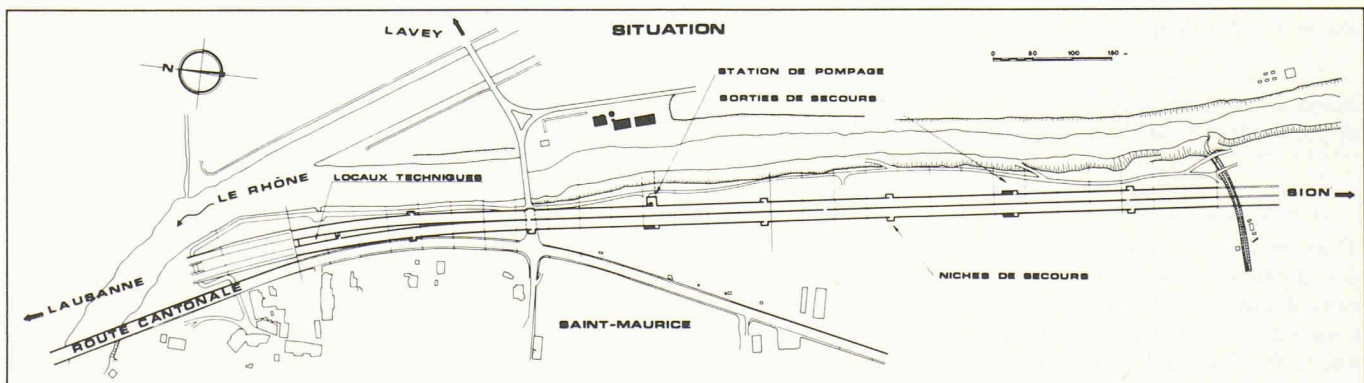 SITUATION
LAVEY
N
0 50 100 150 m
STATION DE POMPAGE
SORTIES DE SECOURS
LOCAUX TECHNIQUES
LE RHÔNE
SION
NICHES DE SECOURS
LAUSANNE
ROUTE CANTONALE
SAINT-MAURICE